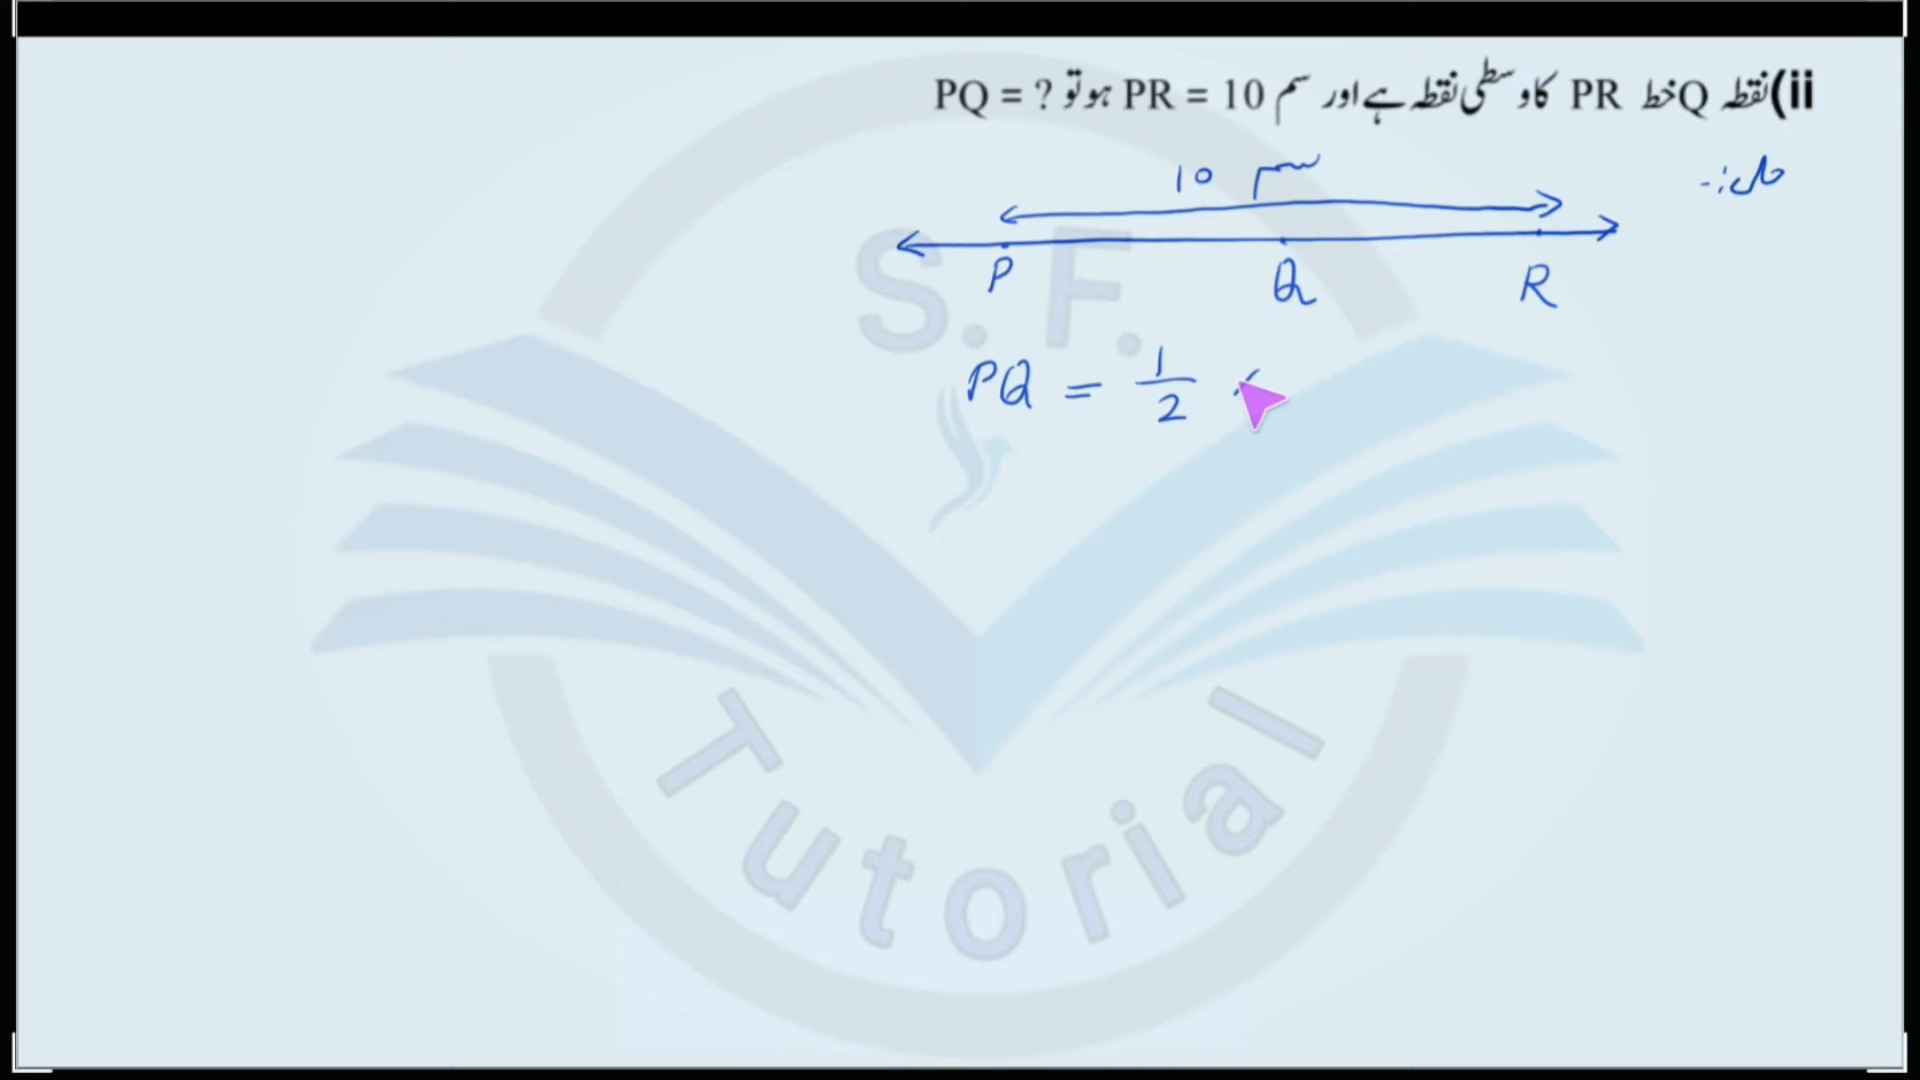 ii) نقطہ Q خط PR کا وسطی نقطہ ہے اور سم PR = 10 ہو تو PQ = ?
حل:-
10 سم
P Q R
PQ = 1/2 ×
S. F.
Tutorial